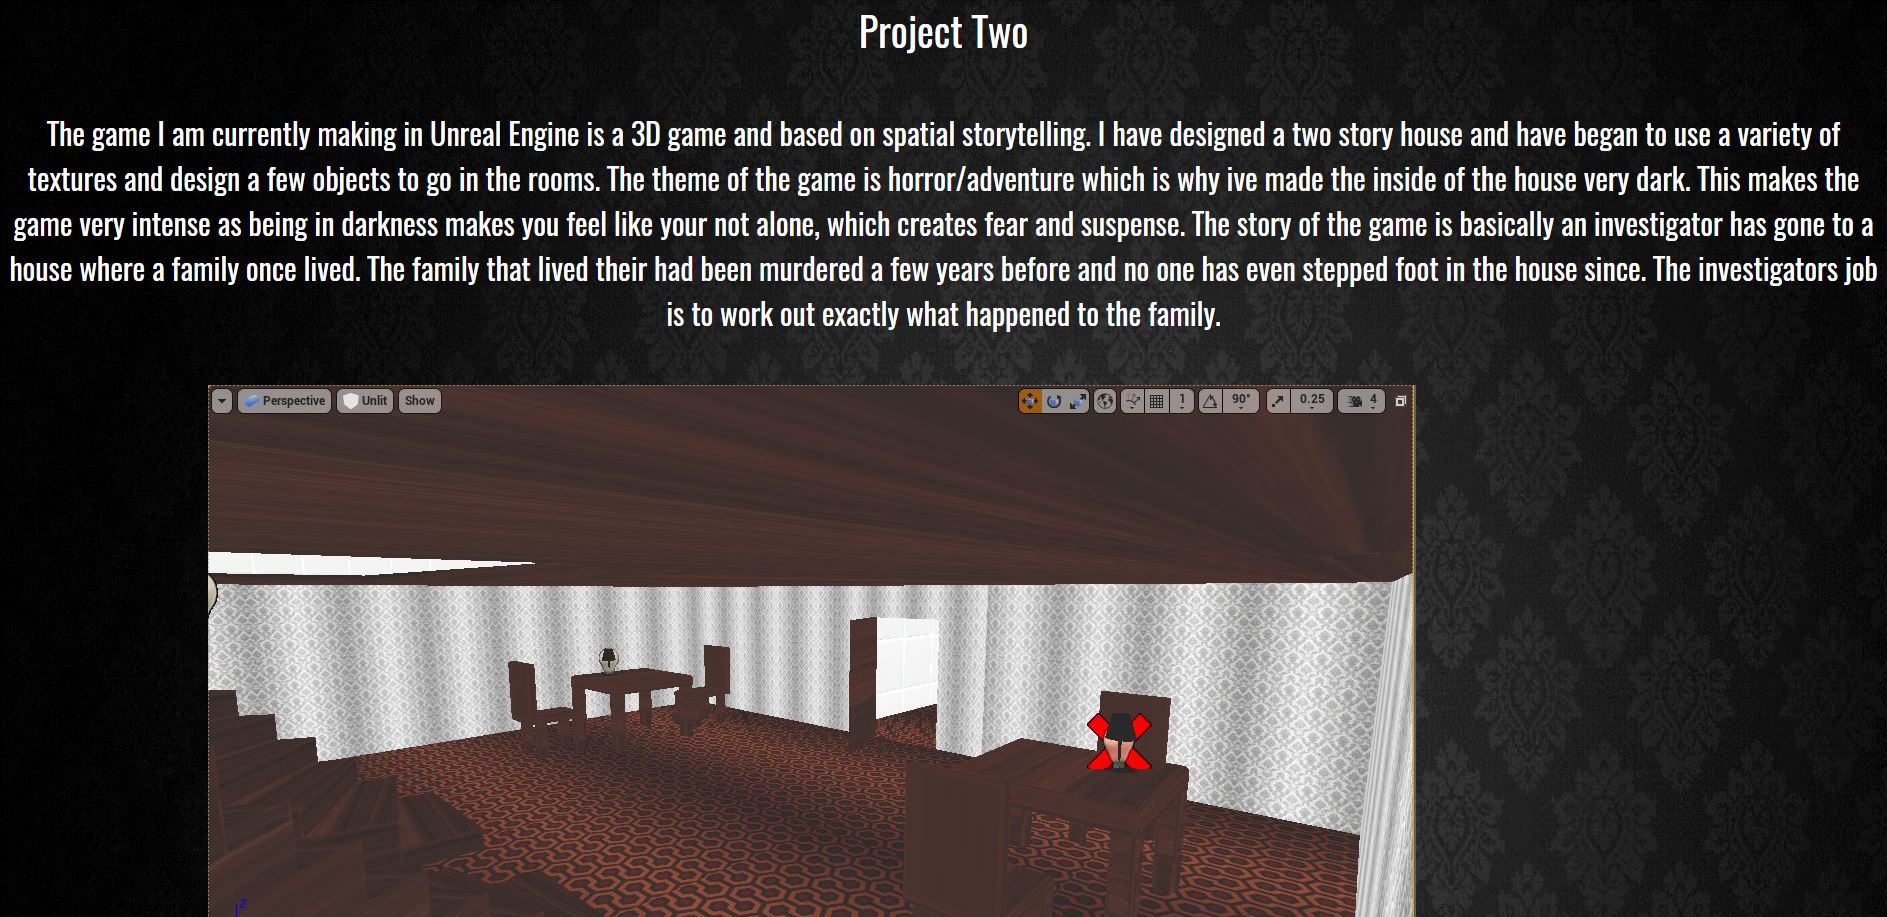 Project Two
The game I am currently making in Unreal Engine is a 3D game and based on spatial storytelling. I have designed a two story house and have began to use a variety of
textures and design a few objects to go in the rooms. The theme of the game is horror/adventure which is why ive made the inside of the house very dark. This makes the
game very intense as being in darkness makes you feel like your not alone, which creates fear and suspense. The story of the game is basically an investigator has gone to a
house where a family once lived. The family that lived their had been murdered a few years before and no one has even stepped foot in the house since. The investigators job
is to work out exactly what happened to the family.
Perspective Unlit Show 1 90° 0.25 4
Z